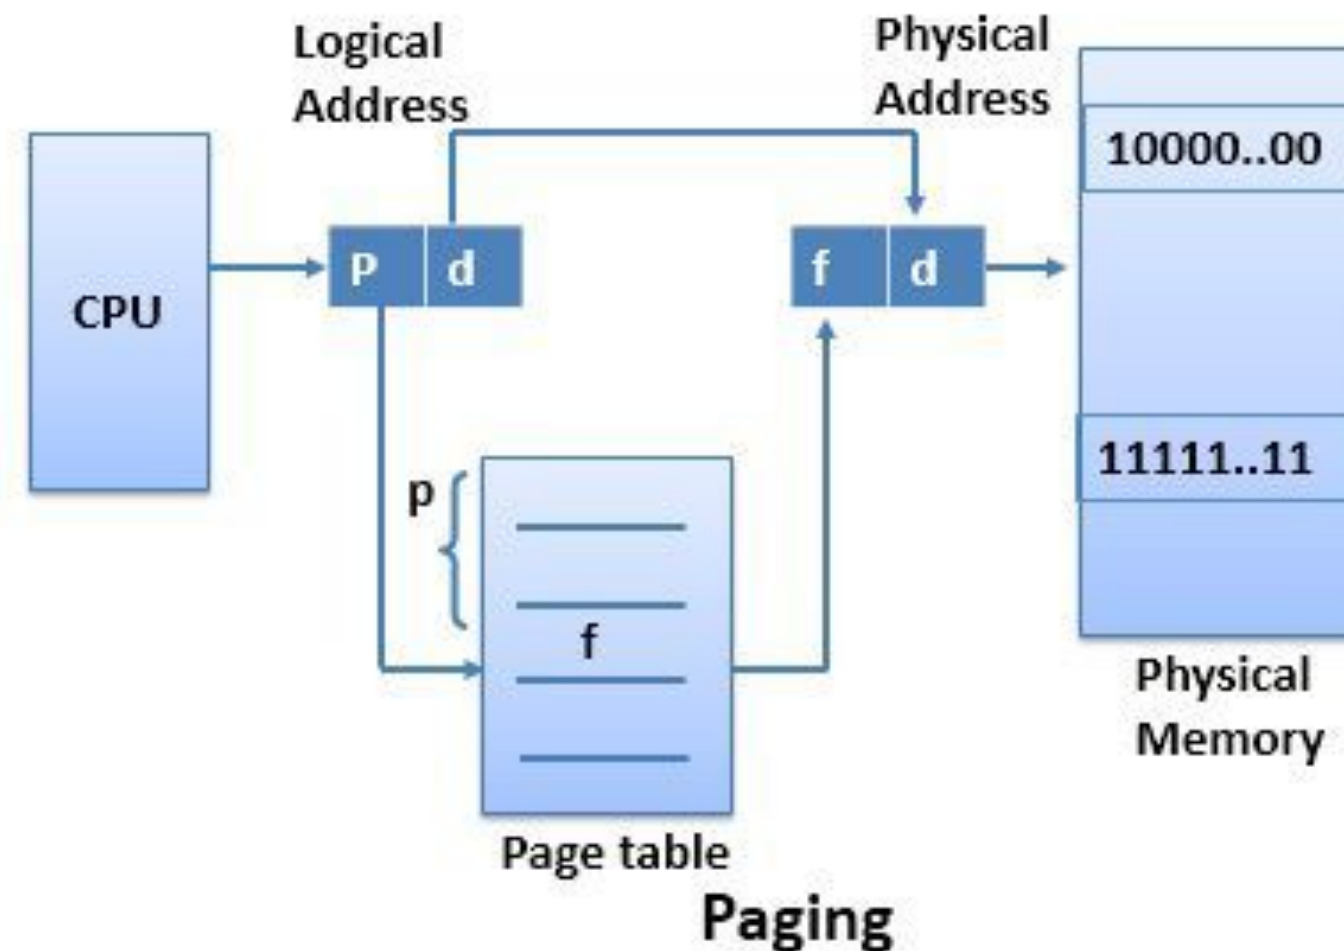 Logical
Address
Physical
Address
10000..00
P d
f d
CPU
11111..11
p
f
Physical
Memory
Page table
Paging